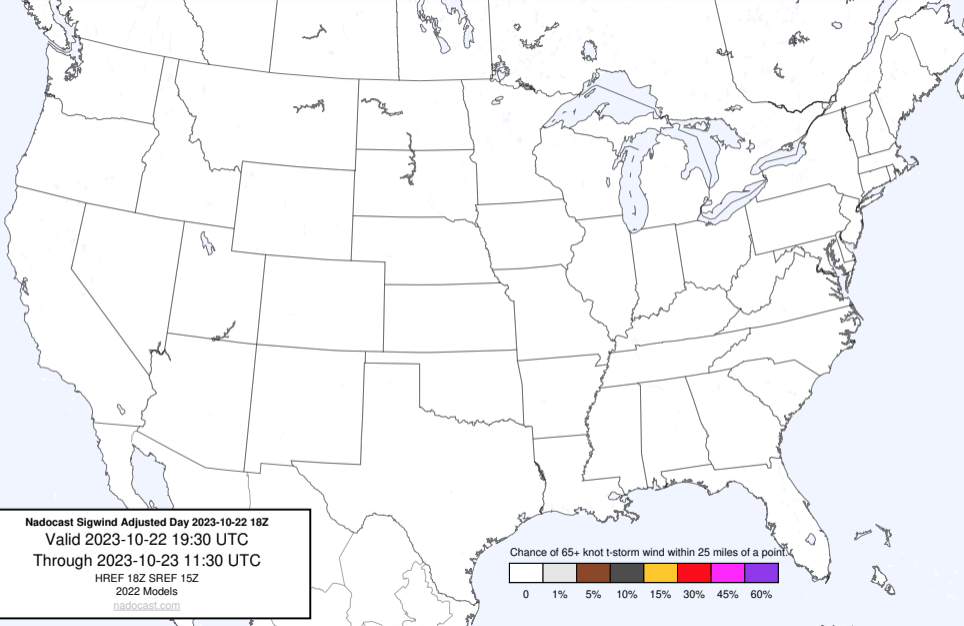 Nadocast Sigwind Adjusted Day 2023-10-22 18Z
Valid 2023-10-22 19:30 UTC
Through 2023-10-23 11:30 UTC
HREF 18Z SREF 15Z
2022 Models
nadocast.com
Chance of 65+ knot t-storm wind within 25 miles of a point.
0 1% 5% 10% 15% 30% 45% 60%